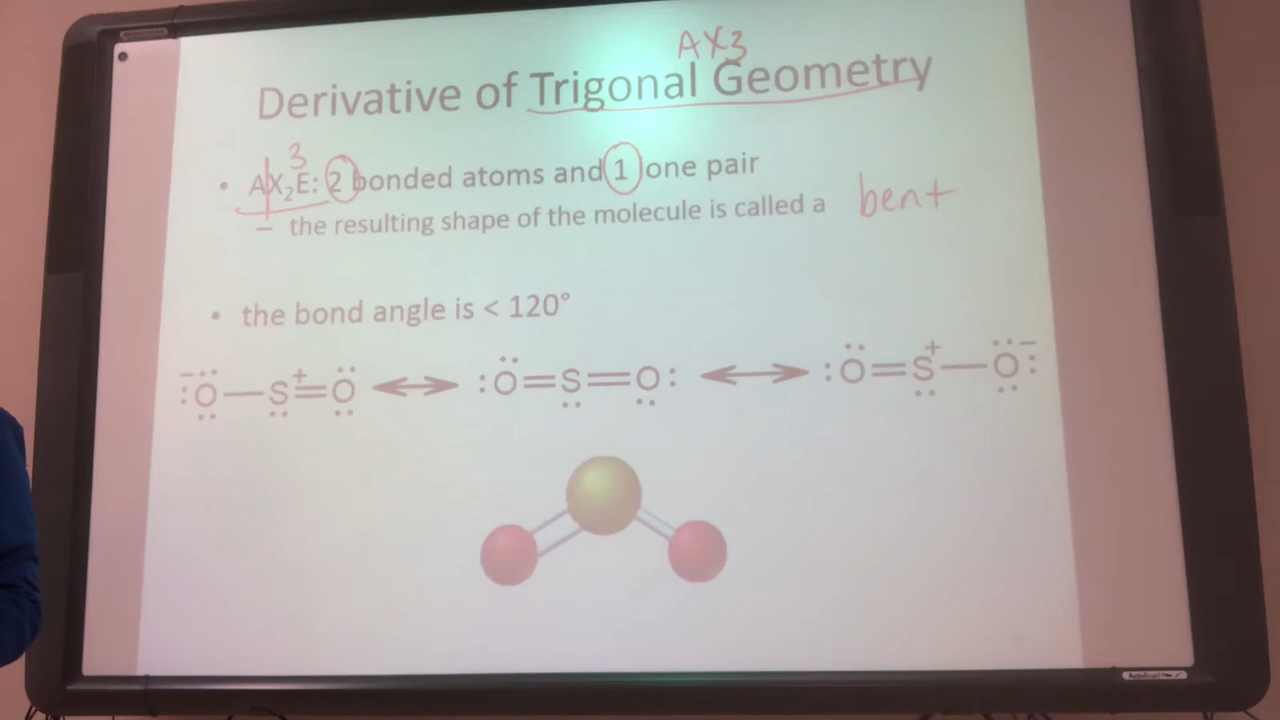 AX3
Derivative of Trigonal Geometry
3
• AX₂E: 2 bonded atoms and 1 one pair
– the resulting shape of the molecule is called a bent
• the bond angle is < 120°
:Ö—S=Ö ↔ :Ö=S=O: ↔ :Ö=S—Ö: